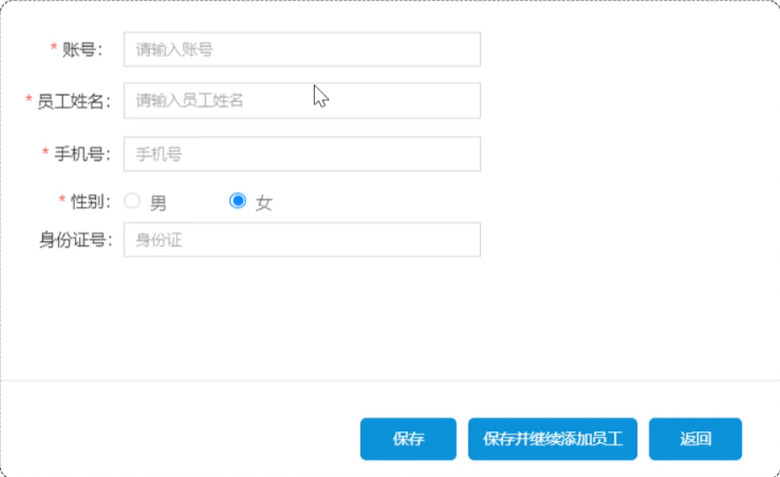 * 账号： 请输入账号
* 员工姓名： 请输入员工姓名
* 手机号： 手机号
* 性别： 男 女
身份证号： 身份证
保存 保存并继续添加员工 返回